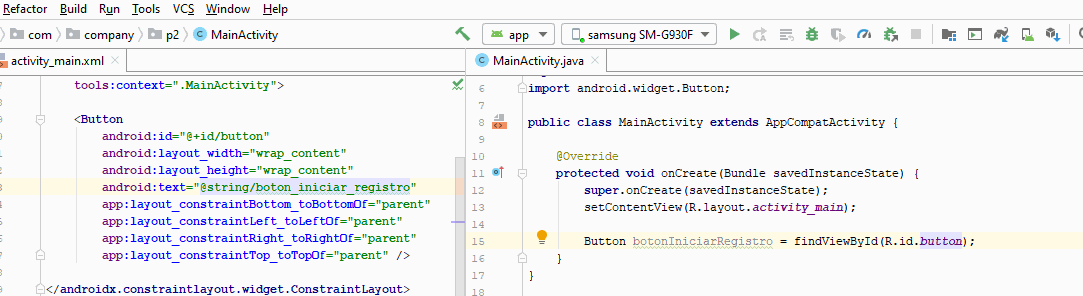 Refactor Build Run Tools VCS Window Help
com company p2 MainActivity app samsung SM-G930F
activity_main.xml
tools:context=".MainActivity">
<Button
android:id="@+id/button"
android:layout_width="wrap_content"
android:layout_height="wrap_content"
android:text="@string/boton_iniciar_registro"
app:layout_constraintBottom_toBottomOf="parent"
app:layout_constraintLeft_toLeftOf="parent"
app:layout_constraintRight_toRightOf="parent"
app:layout_constraintTop_toTopOf="parent" />
</androidx.constraintlayout.widget.ConstraintLayout>
MainActivity.java
6 import android.widget.Button;
7
8 public class MainActivity extends AppCompatActivity {
9
10 @Override
11 protected void onCreate(Bundle savedInstanceState) {
12 super.onCreate(savedInstanceState);
13 setContentView(R.layout.activity_main);
14
15 Button botonIniciarRegistro = findViewById(R.id.button);
16 }
17 }
18